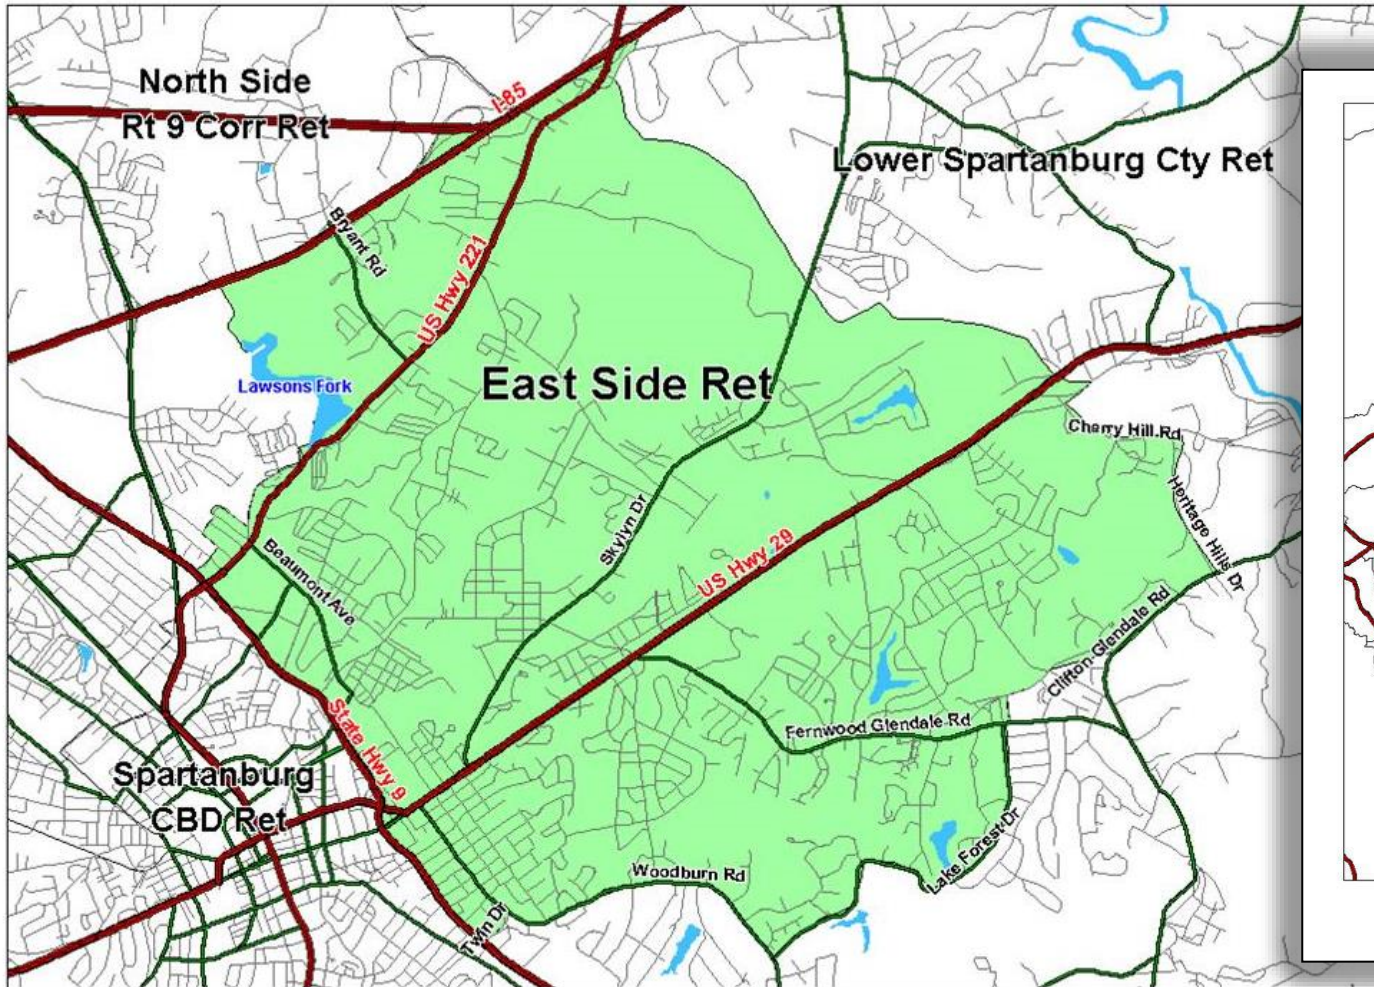 North Side
Rt 9 Corr Ret
I-85
Lower Spartanburg Cty Ret
Bryant Rd
US Hwy 221
Lawsons Fork
East Side Ret
Cherry Hill Rd
Heritage Hills Dr
Skylyn Dr
US Hwy 29
Beaumont Ave
Clifton-Glendale Rd
State Hwy 9
Fernwood Glendale Rd
Spartanburg
CBD Ret
Woodburn Rd
Lake Forest Dr
Twin Dr